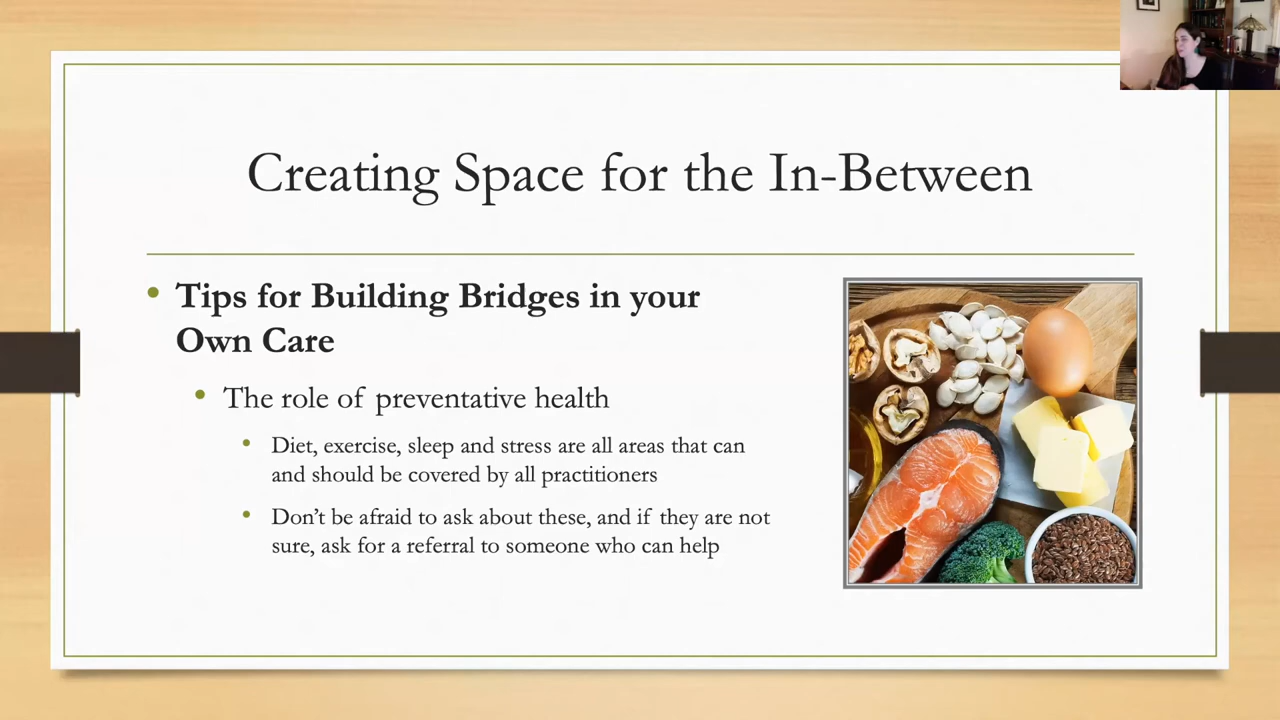 Creating Space for the In-Between
• Tips for Building Bridges in your
Own Care
• The role of preventative health
• Diet, exercise, sleep and stress are all areas that can
and should be covered by all practitioners
• Don’t be afraid to ask about these, and if they are not
sure, ask for a referral to someone who can help